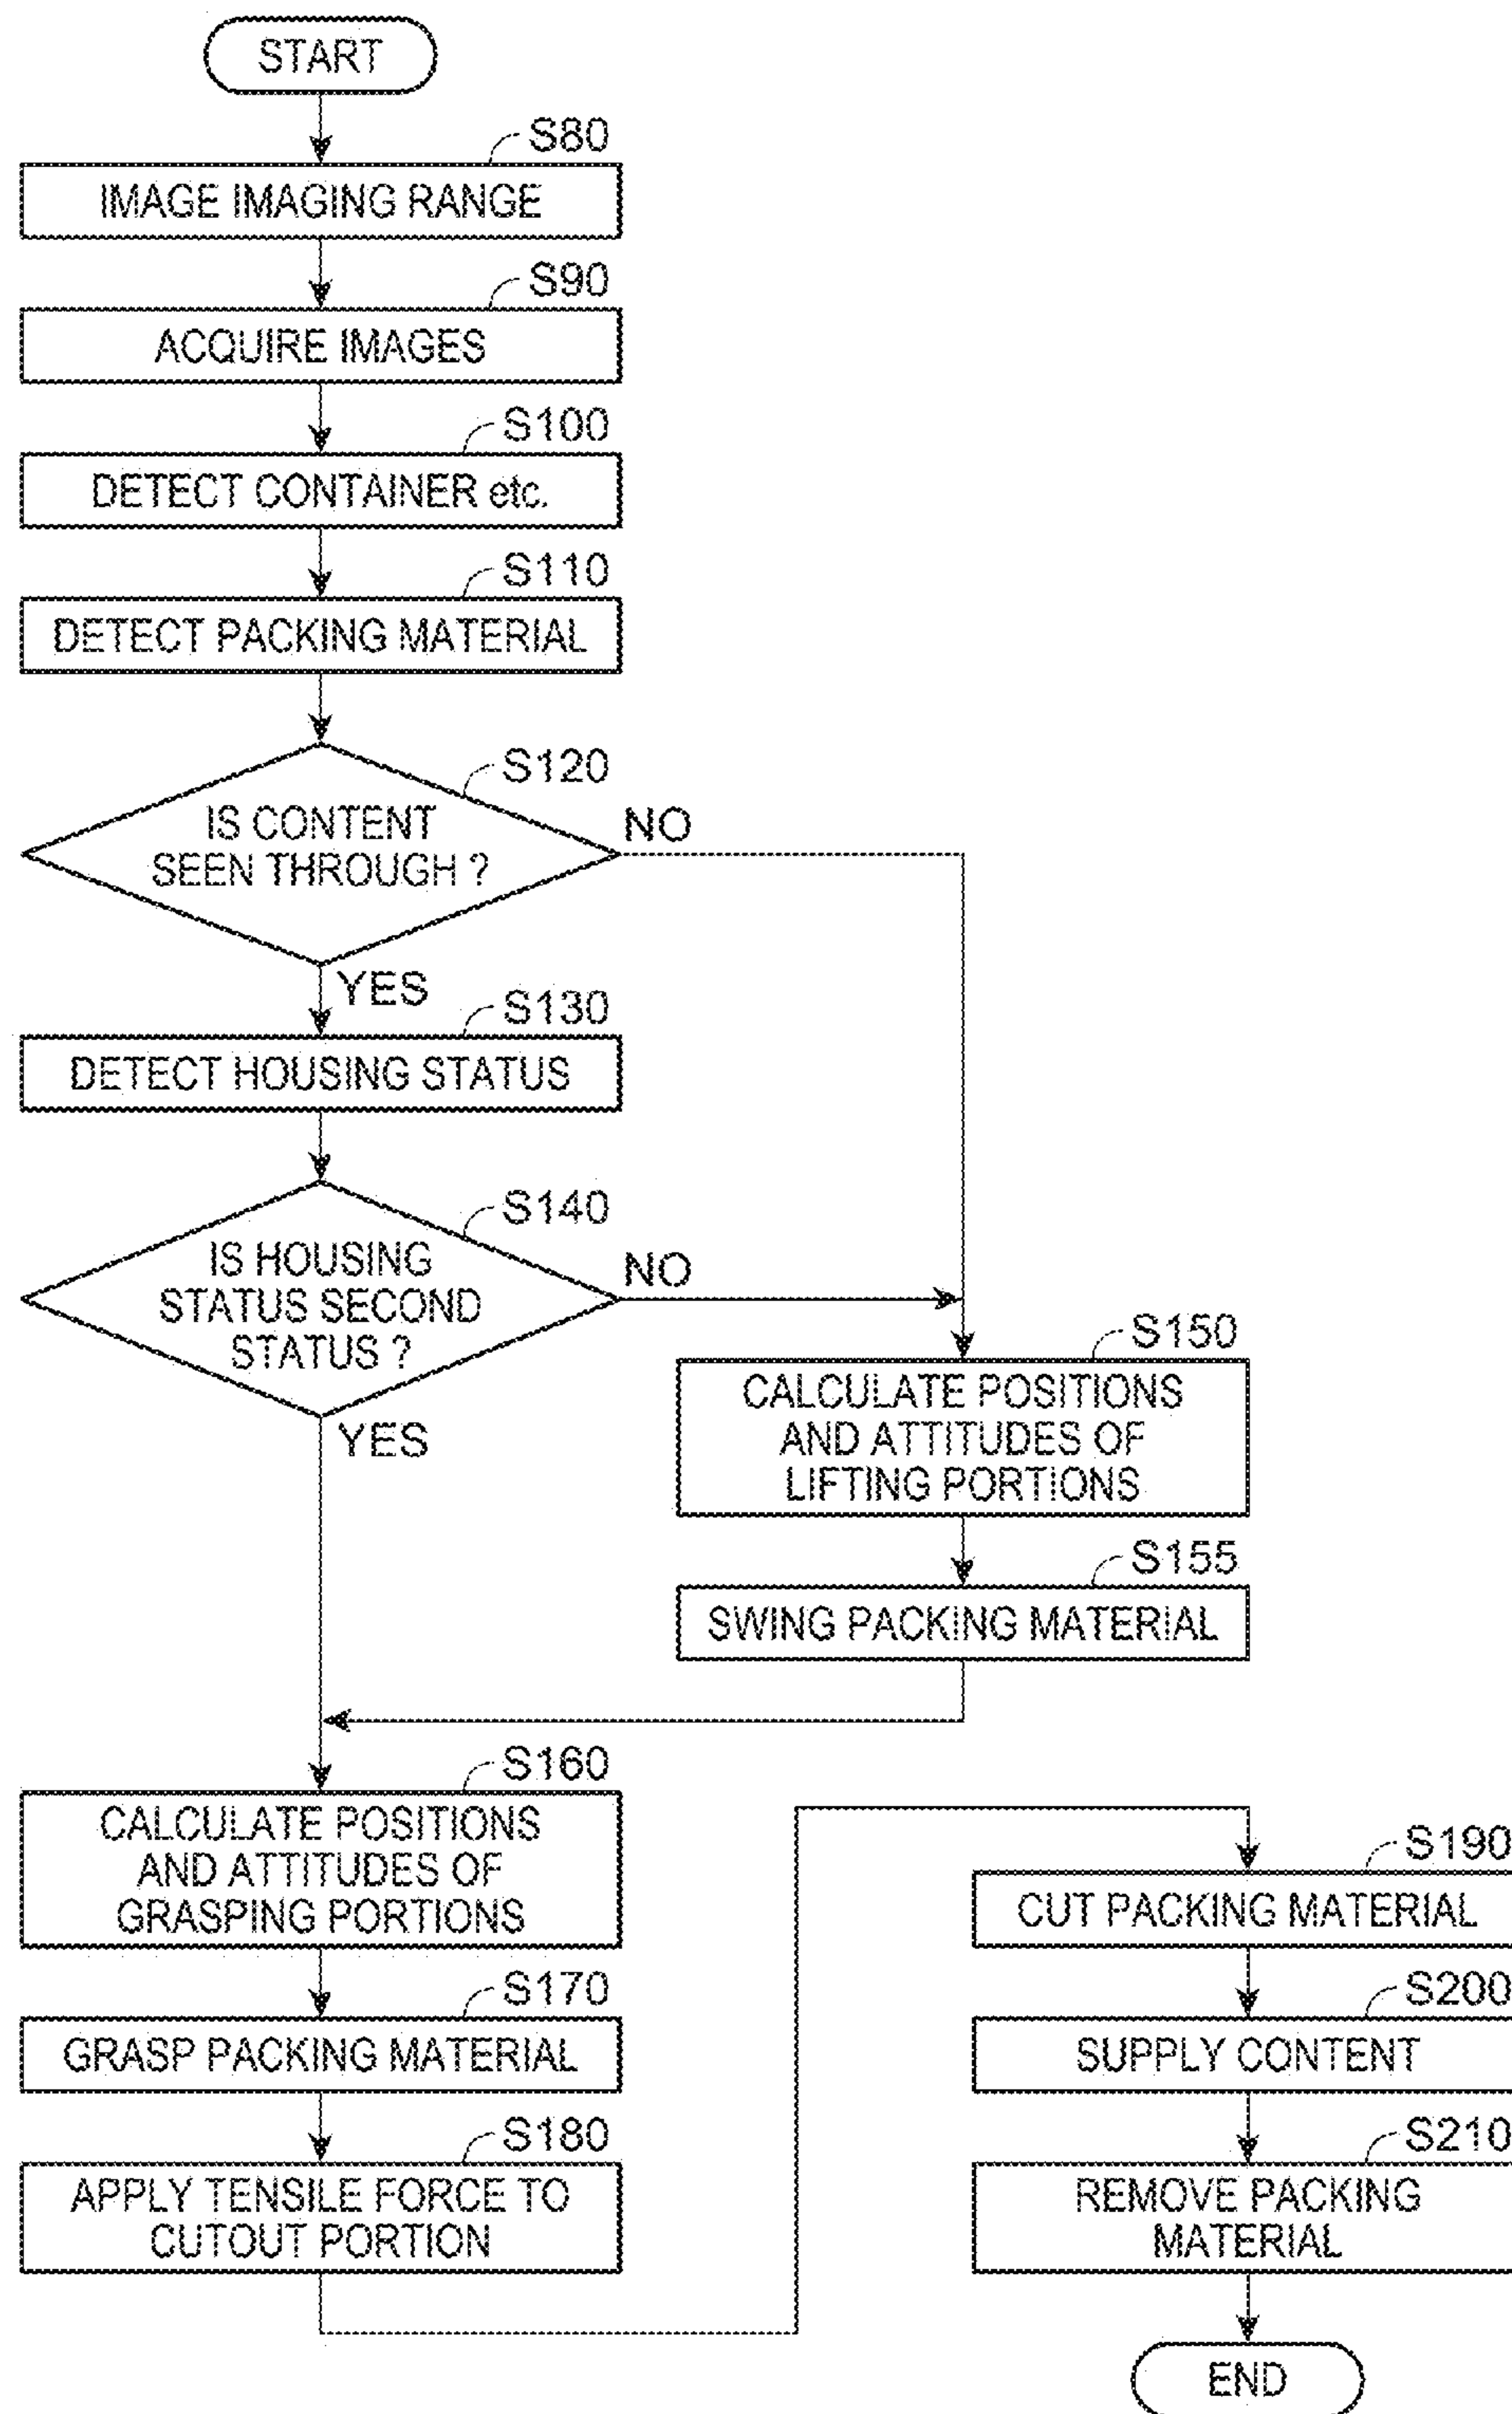 START
S80
IMAGE IMAGING RANGE
S90
ACQUIRE IMAGES
S100
DETECT CONTAINER etc.
S110
DETECT PACKING MATERIAL
S120
IS CONTENT
SEEN THROUGH ?
NO
YES
S130
DETECT HOUSING STATUS
S140
IS HOUSING
STATUS SECOND
STATUS ?
NO
YES
S150
CALCULATE POSITIONS
AND ATTITUDES OF
LIFTING PORTIONS
S155
SWING PACKING MATERIAL
S160
CALCULATE POSITIONS
AND ATTITUDES OF
GRASPING PORTIONS
S170
GRASP PACKING MATERIAL
S180
APPLY TENSILE FORCE TO
CUTOUT PORTION
S190
CUT PACKING MATERIAL
S200
SUPPLY CONTENT
S210
REMOVE PACKING
MATERIAL
END